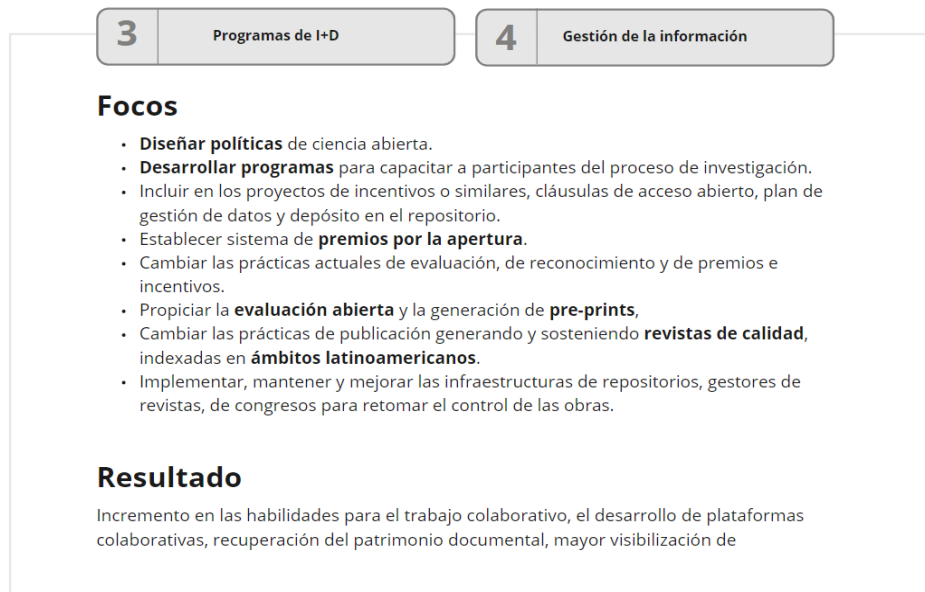 3 Programas de I+D
4 Gestión de la información
Focos
• Diseñar políticas de ciencia abierta.
• Desarrollar programas para capacitar a participantes del proceso de investigación.
• Incluir en los proyectos de incentivos o similares, cláusulas de acceso abierto, plan de
gestión de datos y depósito en el repositorio.
• Establecer sistema de premios por la apertura.
• Cambiar las prácticas actuales de evaluación, de reconocimiento y de premios e
incentivos.
• Propiciar la evaluación abierta y la generación de pre-prints,
• Cambiar las prácticas de publicación generando y sosteniendo revistas de calidad,
indexadas en ámbitos latinoamericanos.
• Implementar, mantener y mejorar las infraestructuras de repositorios, gestores de
revistas, de congresos para retomar el control de las obras.
Resultado
Incremento en las habilidades para el trabajo colaborativo, el desarrollo de plataformas
colaborativas, recuperación del patrimonio documental, mayor visibilización de